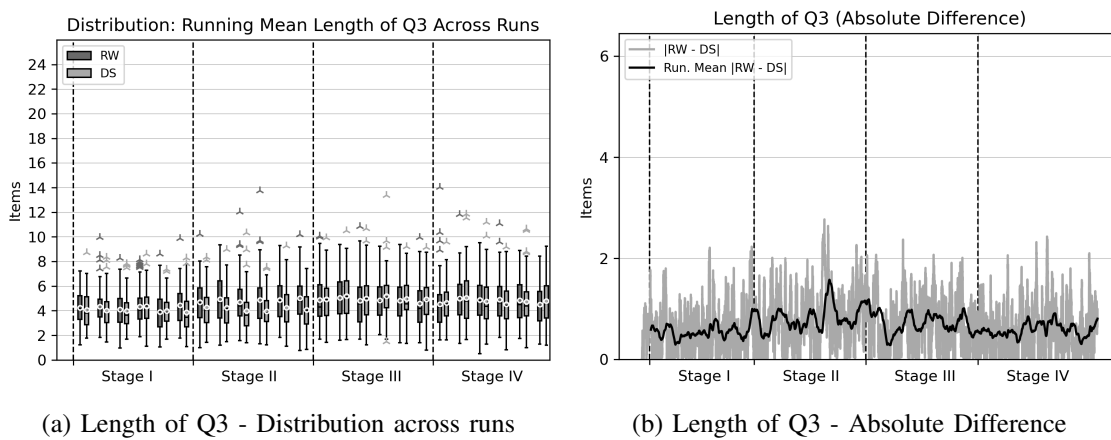 Distribution: Running Mean Length of Q3 Across Runs
RW
DS
Items
24
22
20
18
16
14
12
10
8
6
4
2
0
Stage I
Stage II
Stage III
Stage IV
(a) Length of Q3 - Distribution across runs
Length of Q3 (Absolute Difference)
|RW - DS|
Run. Mean |RW - DS|
Items
6
4
2
0
Stage I
Stage II
Stage III
Stage IV
(b) Length of Q3 - Absolute Difference